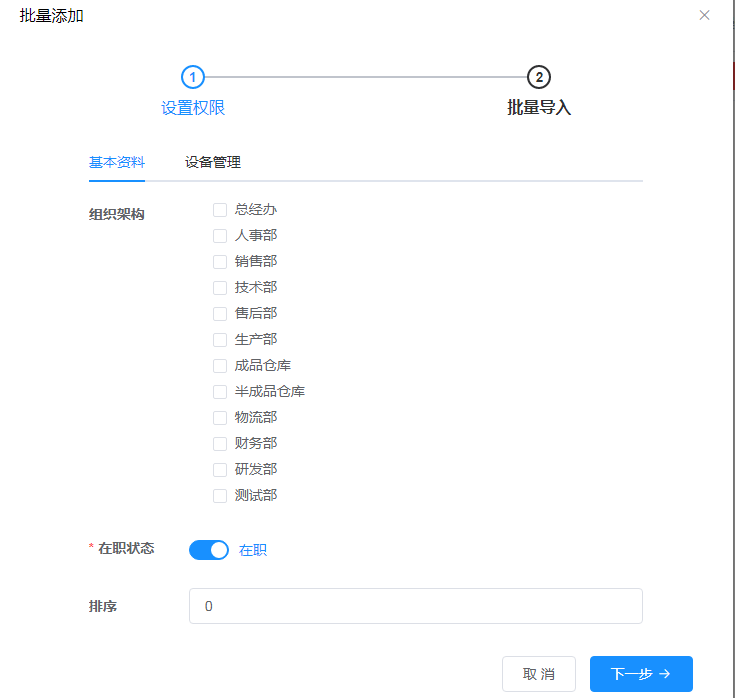 批量添加
1
2
设置权限
批量导入
基本资料
设备管理
组织架构
总经办
人事部
销售部
技术部
售后部
生产部
成品仓库
半成品仓库
物流部
财务部
研发部
测试部
* 在职状态
在职
排序
0
取 消
下一步 →